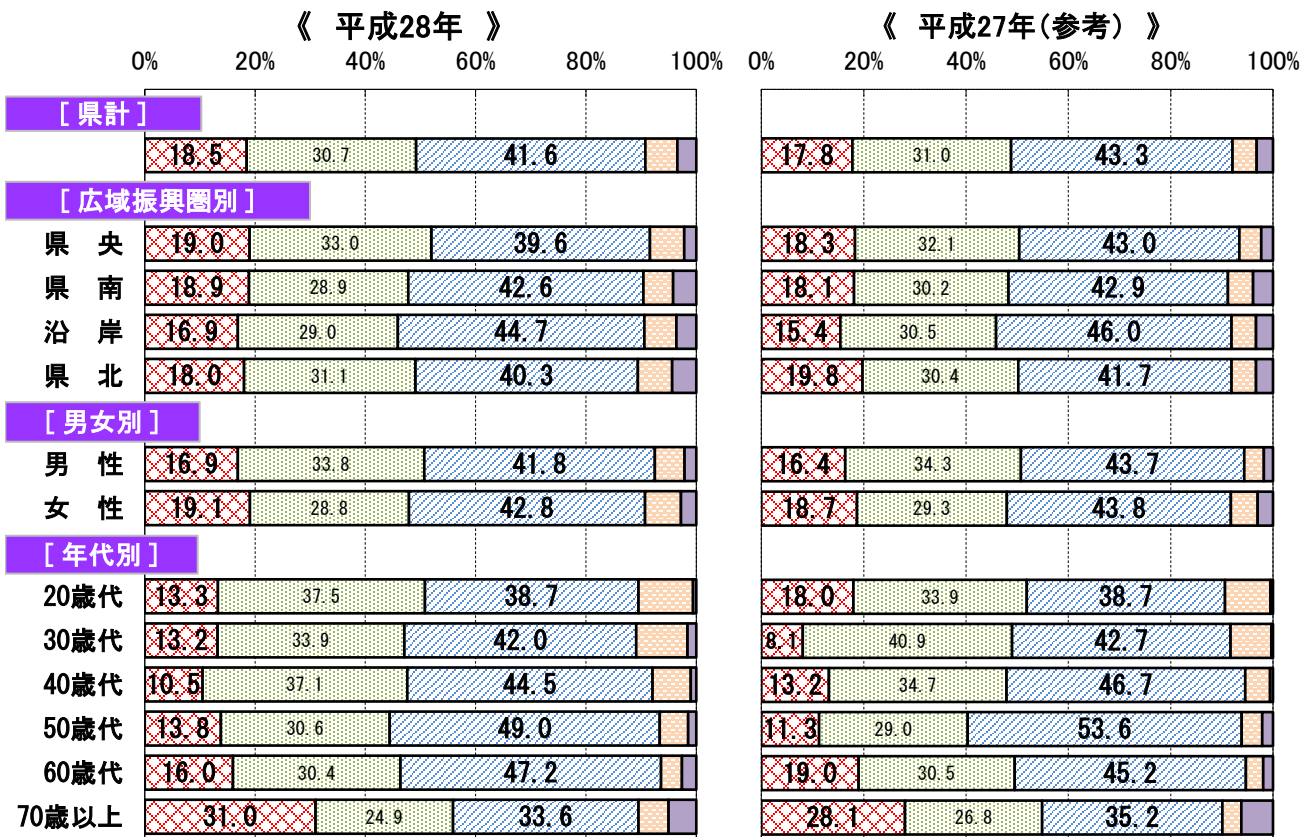 《 平成28年 》 《 平成27年(参考) 》
0% 20% 40% 60% 80% 100% 0% 20% 40% 60% 80% 100%
[ 県計 ]
18.5 30.7 41.6 17.8 31.0 43.3
[ 広域振興圏別 ]
県 央 19.0 33.0 39.6 18.3 32.1 43.0
県 南 18.9 28.9 42.6 18.1 30.2 42.9
沿 岸 16.9 29.0 44.7 15.4 30.5 46.0
県 北 18.0 31.1 40.3 19.8 30.4 41.7
[ 男女別 ]
男 性 16.9 33.8 41.8 16.4 34.3 43.7
女 性 19.1 28.8 42.8 18.7 29.3 43.8
[ 年代別 ]
20歳代 13.3 37.5 38.7 18.0 33.9 38.7
30歳代 13.2 33.9 42.0 8.1 40.9 42.7
40歳代 10.5 37.1 44.5 13.2 34.7 46.7
50歳代 13.8 30.6 49.0 11.3 29.0 53.6
60歳代 16.0 30.4 47.2 19.0 30.5 45.2
70歳以上 31.0 24.9 33.6 28.1 26.8 35.2